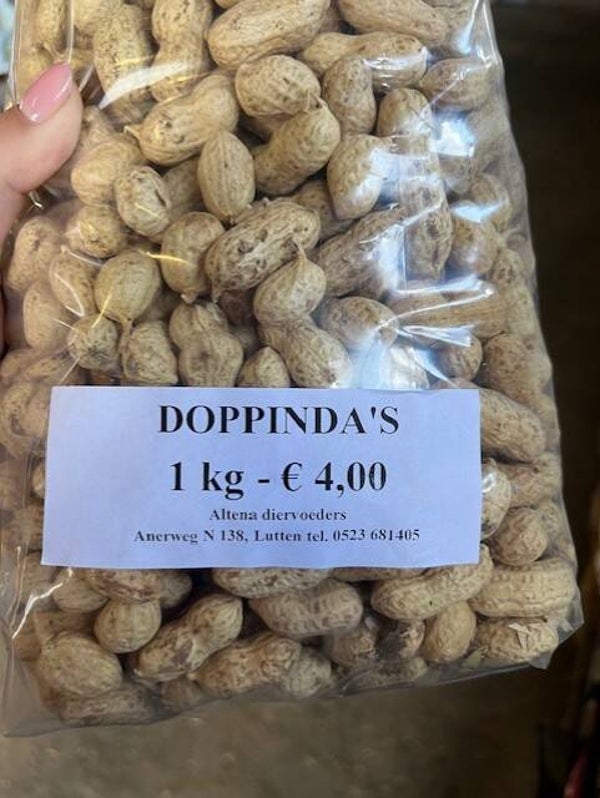 DOPPINDA'S
1 kg - € 4,00
Altena diervoeders
Anerweg N 138, Lutten tel. 0523 681405